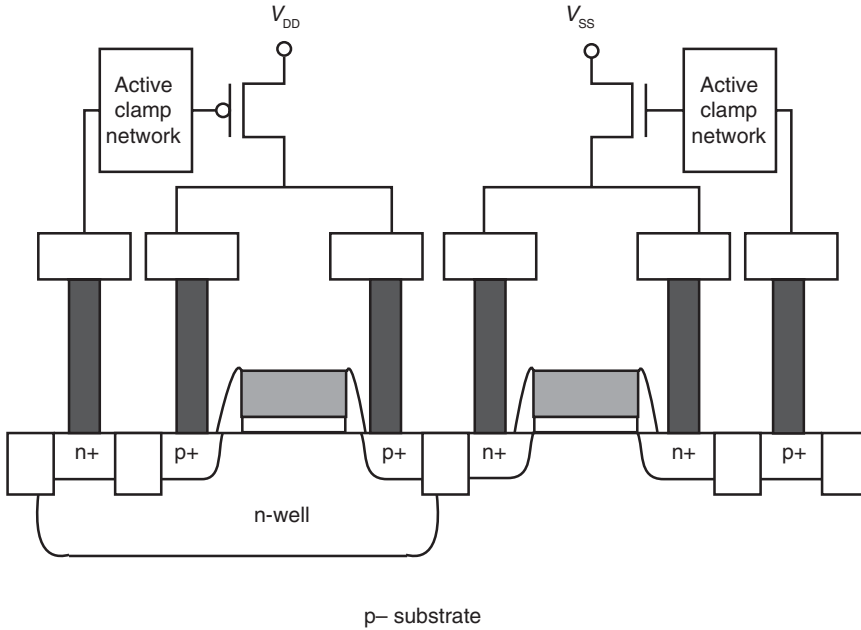 V_DD
V_SS
Active
clamp
network
Active
clamp
network
n+
p+
p+
n+
n+
p+
n-well
p– substrate